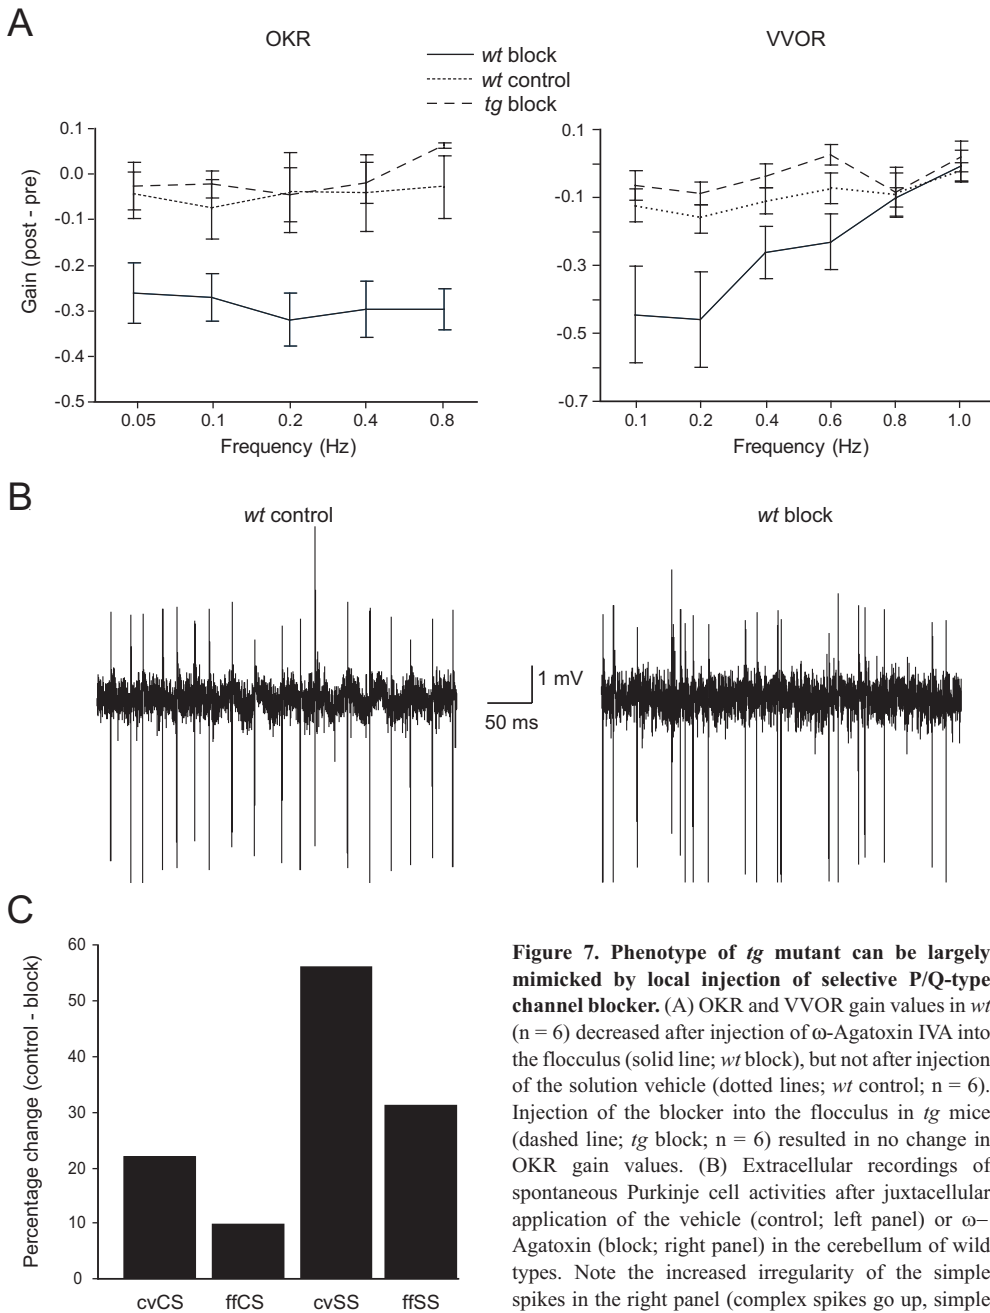 A
OKR
VVOR
wt block
wt control
tg block
Gain (post - pre)
0.1
0.0
-0.1
-0.2
-0.3
-0.4
-0.5
0.05 0.1 0.2 0.4 0.8
Frequency (Hz)
0.1
-0.1
-0.3
-0.5
-0.7
0.1 0.2 0.4 0.6 0.8 1.0
Frequency (Hz)
B
wt control
wt block
1 mV
50 ms
C
Percentage change (control - block)
60
50
40
30
20
10
0
cvCS ffCS cvSS ffSS
Figure 7. Phenotype of tg mutant can be largely
mimicked by local injection of selective P/Q-type
channel blocker. (A) OKR and VVOR gain values in wt
(n = 6) decreased after injection of ω-Agatoxin IVA into
the flocculus (solid line; wt block), but not after injection
of the solution vehicle (dotted lines; wt control; n = 6).
Injection of the blocker into the flocculus in tg mice
(dashed line; tg block; n = 6) resulted in no change in
OKR gain values. (B) Extracellular recordings of
spontaneous Purkinje cell activities after juxtacellular
application of the vehicle (control; left panel) or ω–
Agatoxin (block; right panel) in the cerebellum of wild
types. Note the increased irregularity of the simple
spikes in the right panel (complex spikes go up, simple